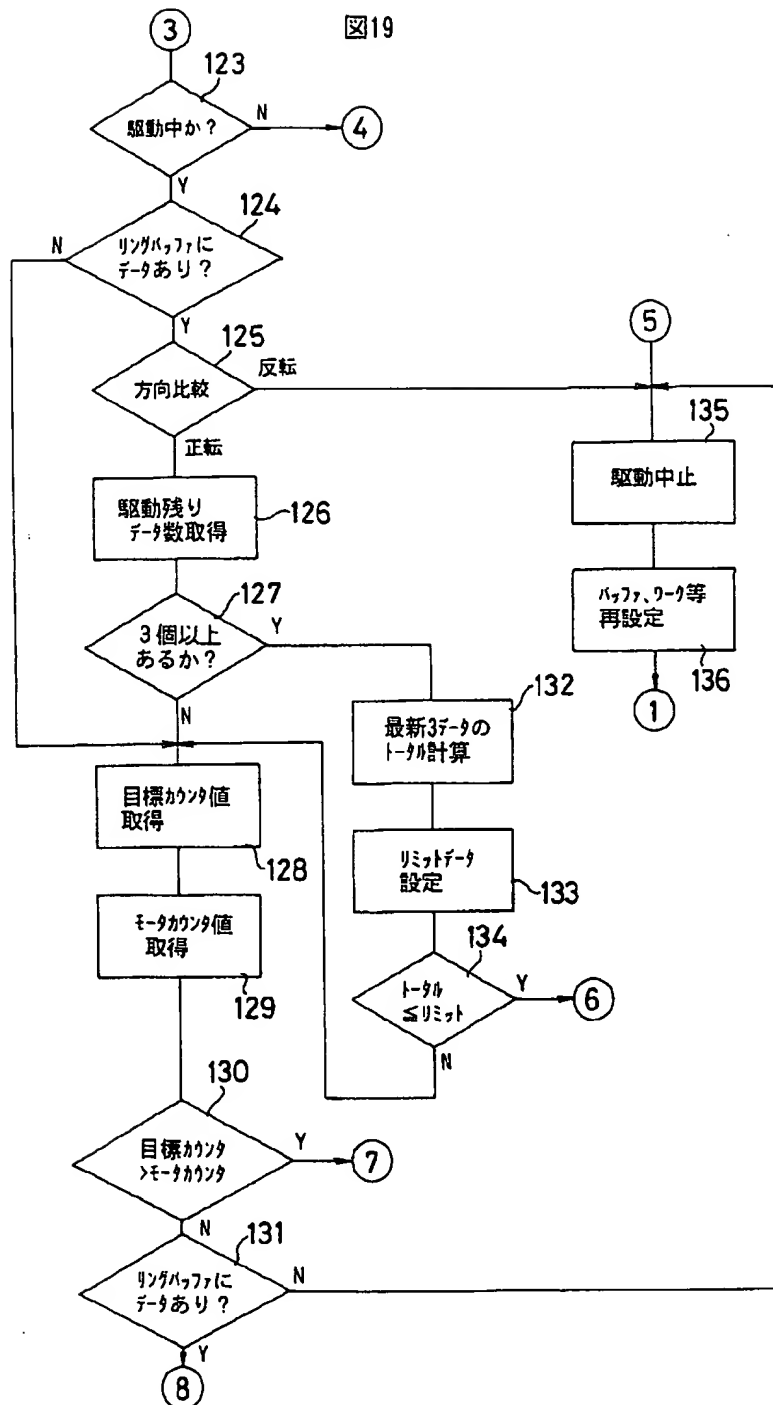 図19
③
123
駆動中か?
N
④
Y
124
リングバッファに
データあり?
N
Y
125
方向比較
反転
正転
⑤
135
駆動中止
駆動残り
データ数取得
126
127
3個以上
あるか?
Y
N
バッファ、ワーク等
再設定
136
①
132
最新3データの
トータル計算
目標カウンタ値
取得
128
リミットデータ
設定
133
モータカウンタ値
取得
129
134
トータル
≦リミット
Y
⑥
N
130
目標カウンタ
>モータカウンタ
Y
⑦
N
131
リングバッファに
データあり?
N
Y
⑧